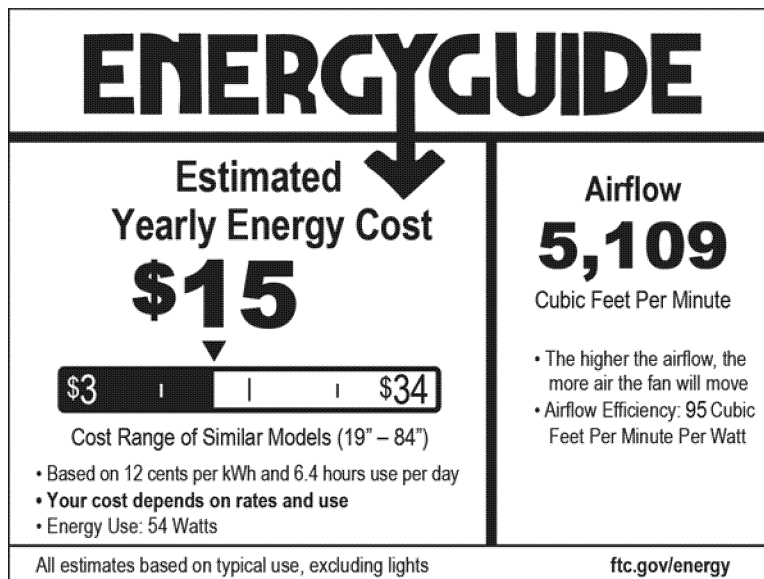 ENERGYGUIDE
Estimated
Yearly Energy Cost
$15
$3
$34
Cost Range of Similar Models (19” – 84”)
• Based on 12 cents per kWh and 6.4 hours use per day
• Your cost depends on rates and use
• Energy Use: 54 Watts
Airflow
5,109
Cubic Feet Per Minute
• The higher the airflow, the
more air the fan will move
• Airflow Efficiency: 95 Cubic
Feet Per Minute Per Watt
All estimates based on typical use, excluding lights
ftc.gov/energy